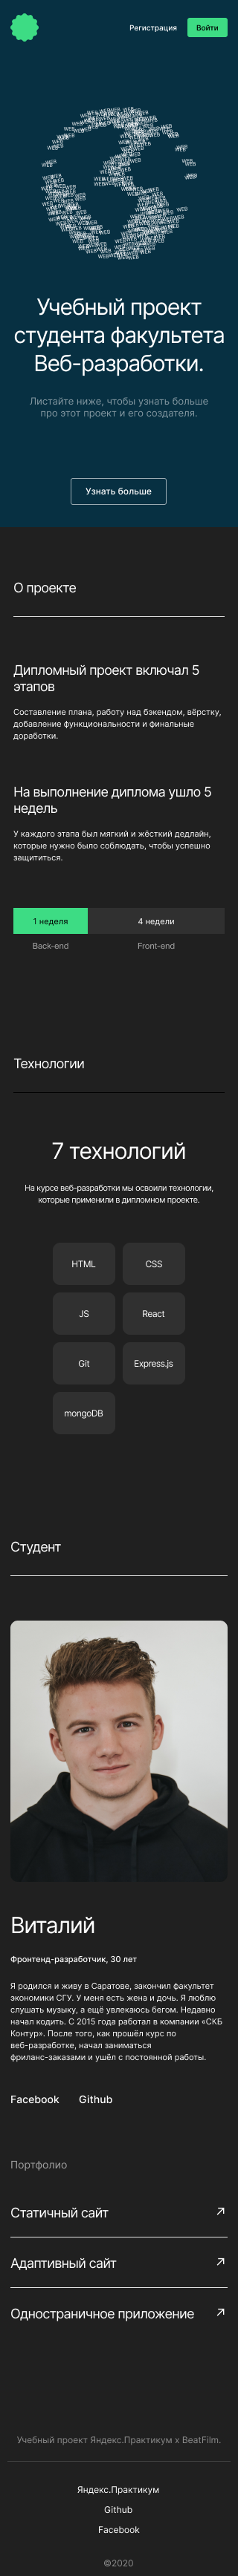 Регистрация
Войти
Учебный проект
студента факультета
Веб-разработки.
Листайте ниже, чтобы узнать больше
про этот проект и его создателя.
Узнать больше
О проекте
Дипломный проект включал 5
этапов
Составление плана, работу над бэкендом, вёрстку,
добавление функциональности и финальные
доработки.
На выполнение диплома ушло 5
недель
У каждого этапа был мягкий и жёсткий дедлайн,
которые нужно было соблюдать, чтобы успешно
защититься.
1 неделя
4 недели
Back-end
Front-end
Технологии
7 технологий
На курсе веб-разработки мы освоили технологии,
которые применили в дипломном проекте.
HTML
CSS
JS
React
Git
Express.js
mongoDB
Студент
Виталий
Фронтенд-разработчик, 30 лет
Я родился и живу в Саратове, закончил факультет
экономики СГУ. У меня есть жена и дочь. Я люблю
слушать музыку, а ещё увлекаюсь бегом. Недавно
начал кодить. С 2015 года работал в компании «СКБ
Контур». После того, как прошёл курс по
веб-разработке, начал заниматься
фриланс-заказами и ушёл с постоянной работы.
Facebook
Github
Портфолио
Статичный сайт
Адаптивный сайт
Одностраничное приложение
Учебный проект Яндекс.Практикум х BeatFilm.
Яндекс.Практикум
Github
Facebook
©2020